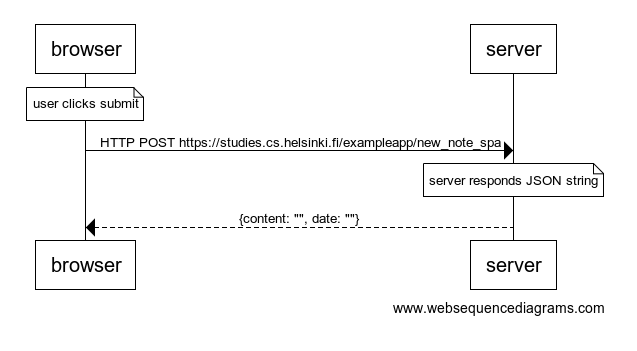 browser
server
user clicks submit
HTTP POST https://studies.cs.helsinki.fi/exampleapp/new_note_spa
server responds JSON string
{content: "", date: ""}
browser
server
www.websequencediagrams.com